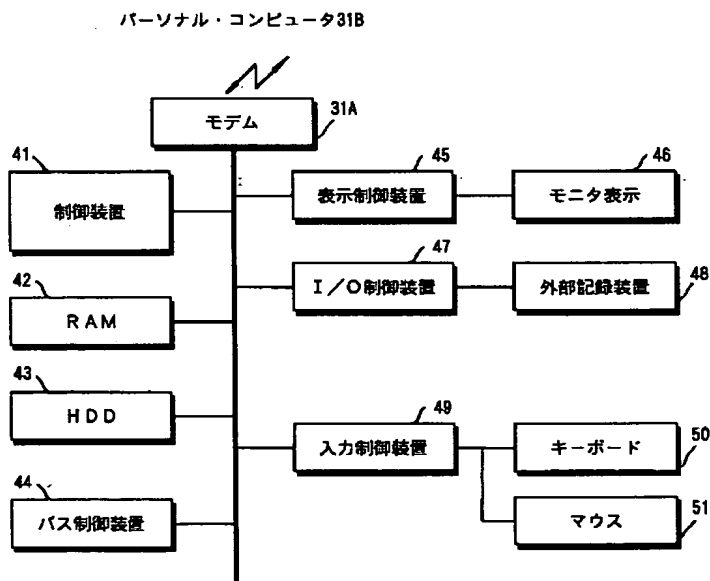 パーソナル・コンピュータ31B
モデム
31A
41
制御装置
45
表示制御装置
46
モニタ表示
47
I/O制御装置
外部記録装置
48
42
RAM
43
HDD
49
入力制御装置
キーボード
50
44
バス制御装置
マウス
51